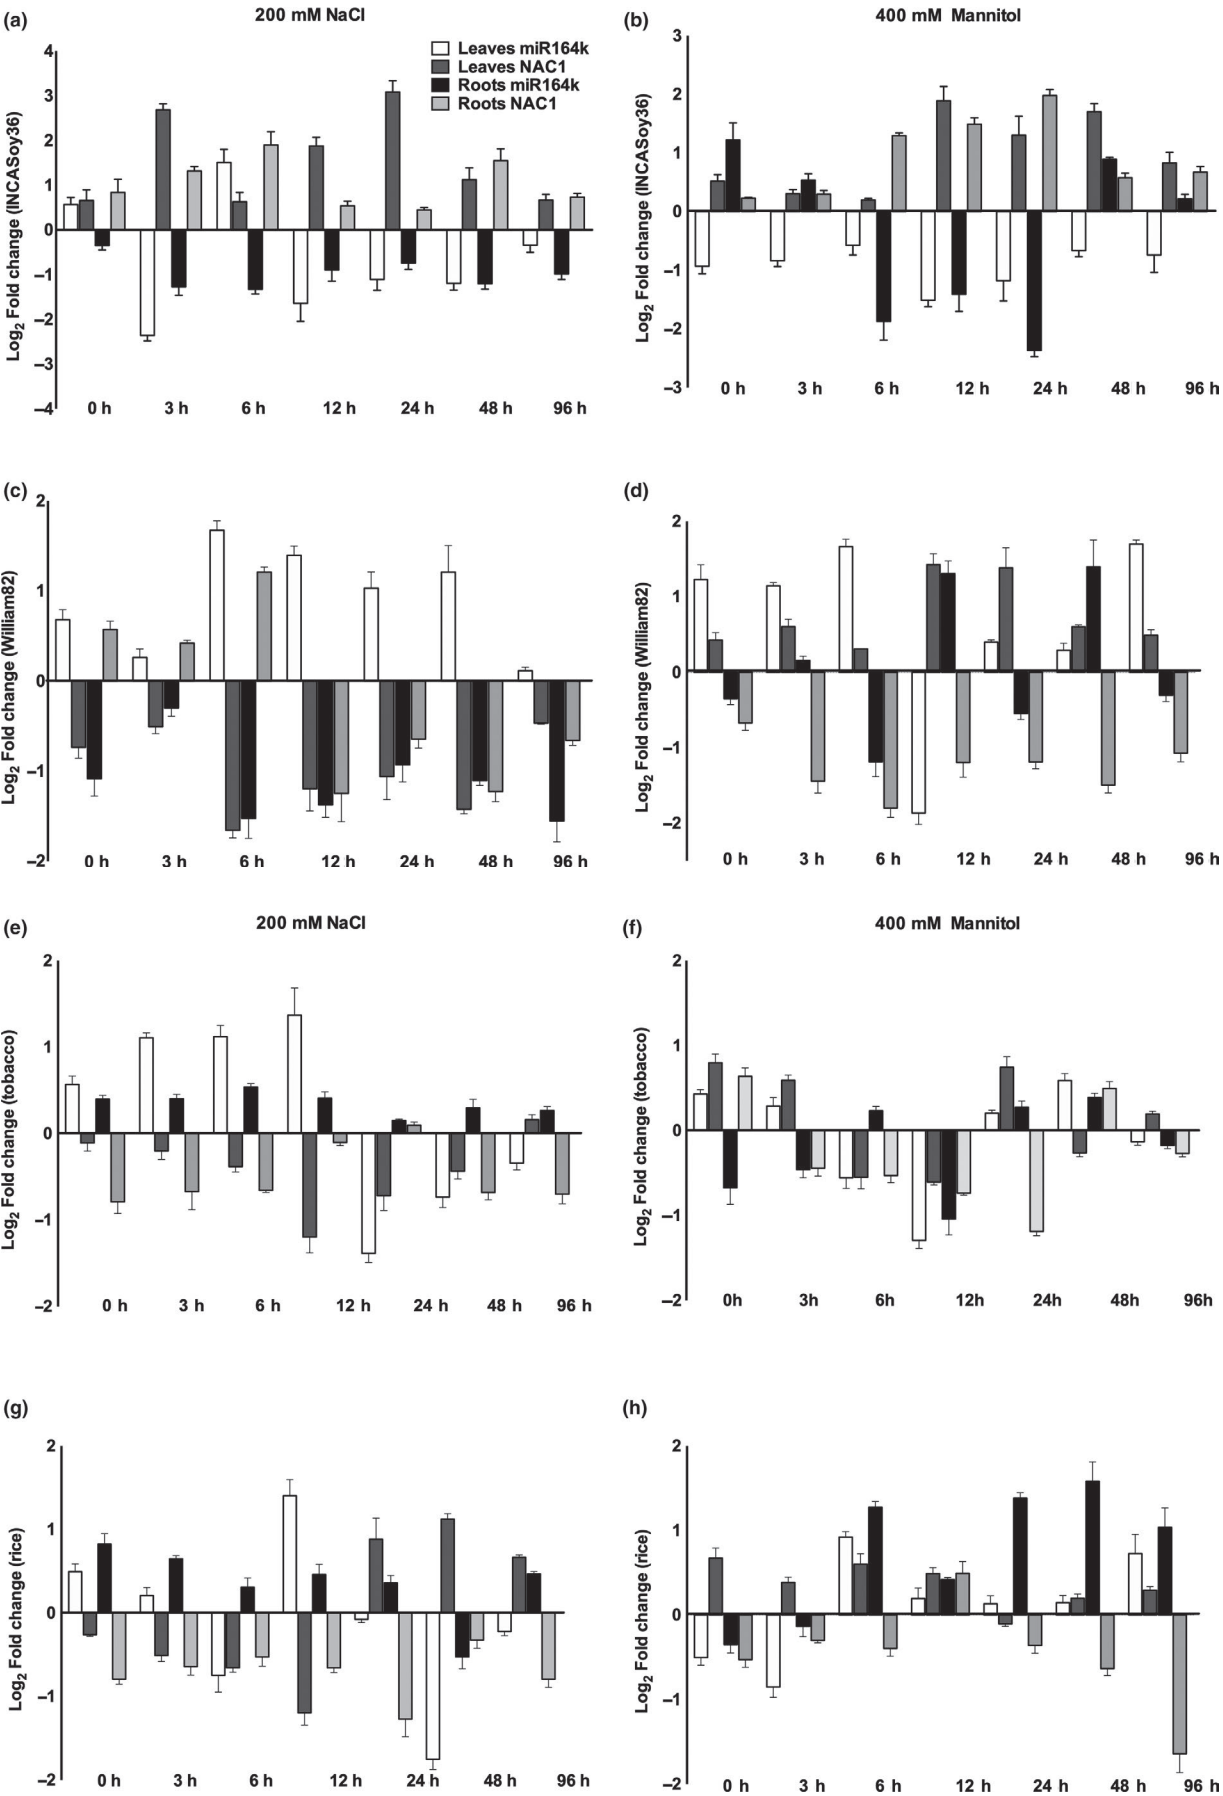 (a)
200 mM NaCl
Leaves miR164k
Leaves NAC1
Roots miR164k
Roots NAC1
Log2 Fold change (INCASoy36)
4
3
2
1
0
–1
–2
–3
–4
0 h 3 h 6 h 12 h 24 h 48 h 96 h
(b)
400 mM Mannitol
Log2 Fold change (INCASoy36)
3
2
1
0
–1
–2
–3
0 h 3 h 6 h 12 h 24 h 48 h 96 h
(c)
Log2 Fold change (William82)
2
1
0
–1
–2
0 h 3 h 6 h 12 h 24 h 48 h 96 h
(d)
Log2 Fold change (William82)
2
1
0
–1
–2
0 h 3 h 6 h 12 h 24 h 48 h 96 h
(e)
200 mM NaCl
Log2 Fold change (tobacco)
2
1
0
–1
–2
0 h 3 h 6 h 12 h 24 h 48 h 96 h
(f)
400 mM Mannitol
Log2 Fold change (tobacco)
2
1
0
–1
–2
0h 3h 6h 12h 24h 48h 96h
(g)
Log2 Fold change (rice)
2
1
0
–1
–2
0 h 3 h 6 h 12 h 24 h 48 h 96 h
(h)
Log2 Fold change (rice)
2
1
0
–1
–2
0 h 3 h 6 h 12 h 24 h 48 h 96 h